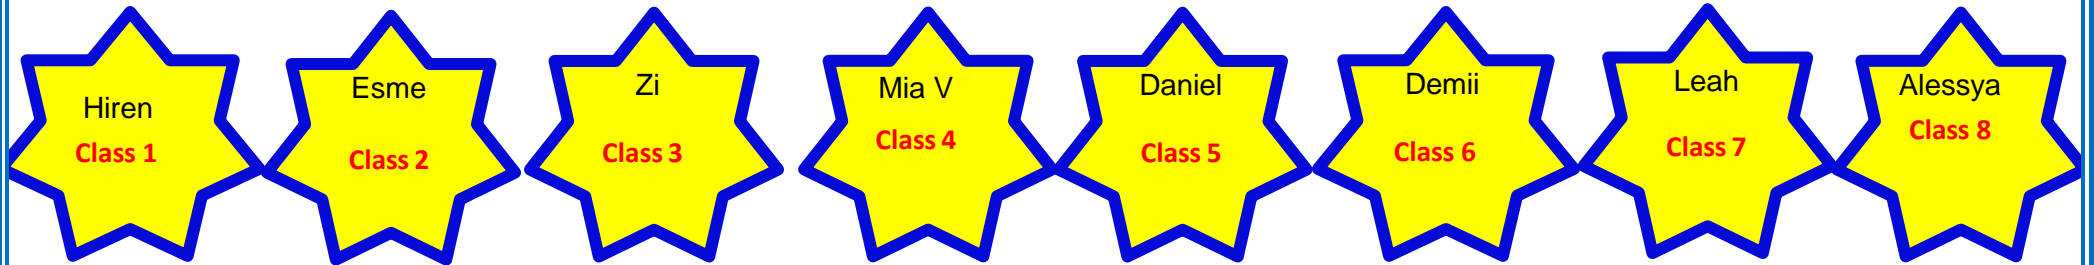 Hiren
Class 1
Esme
Class 2
Zi
Class 3
Mia V
Class 4
Daniel
Class 5
Demii
Class 6
Leah
Class 7
Alessya
Class 8